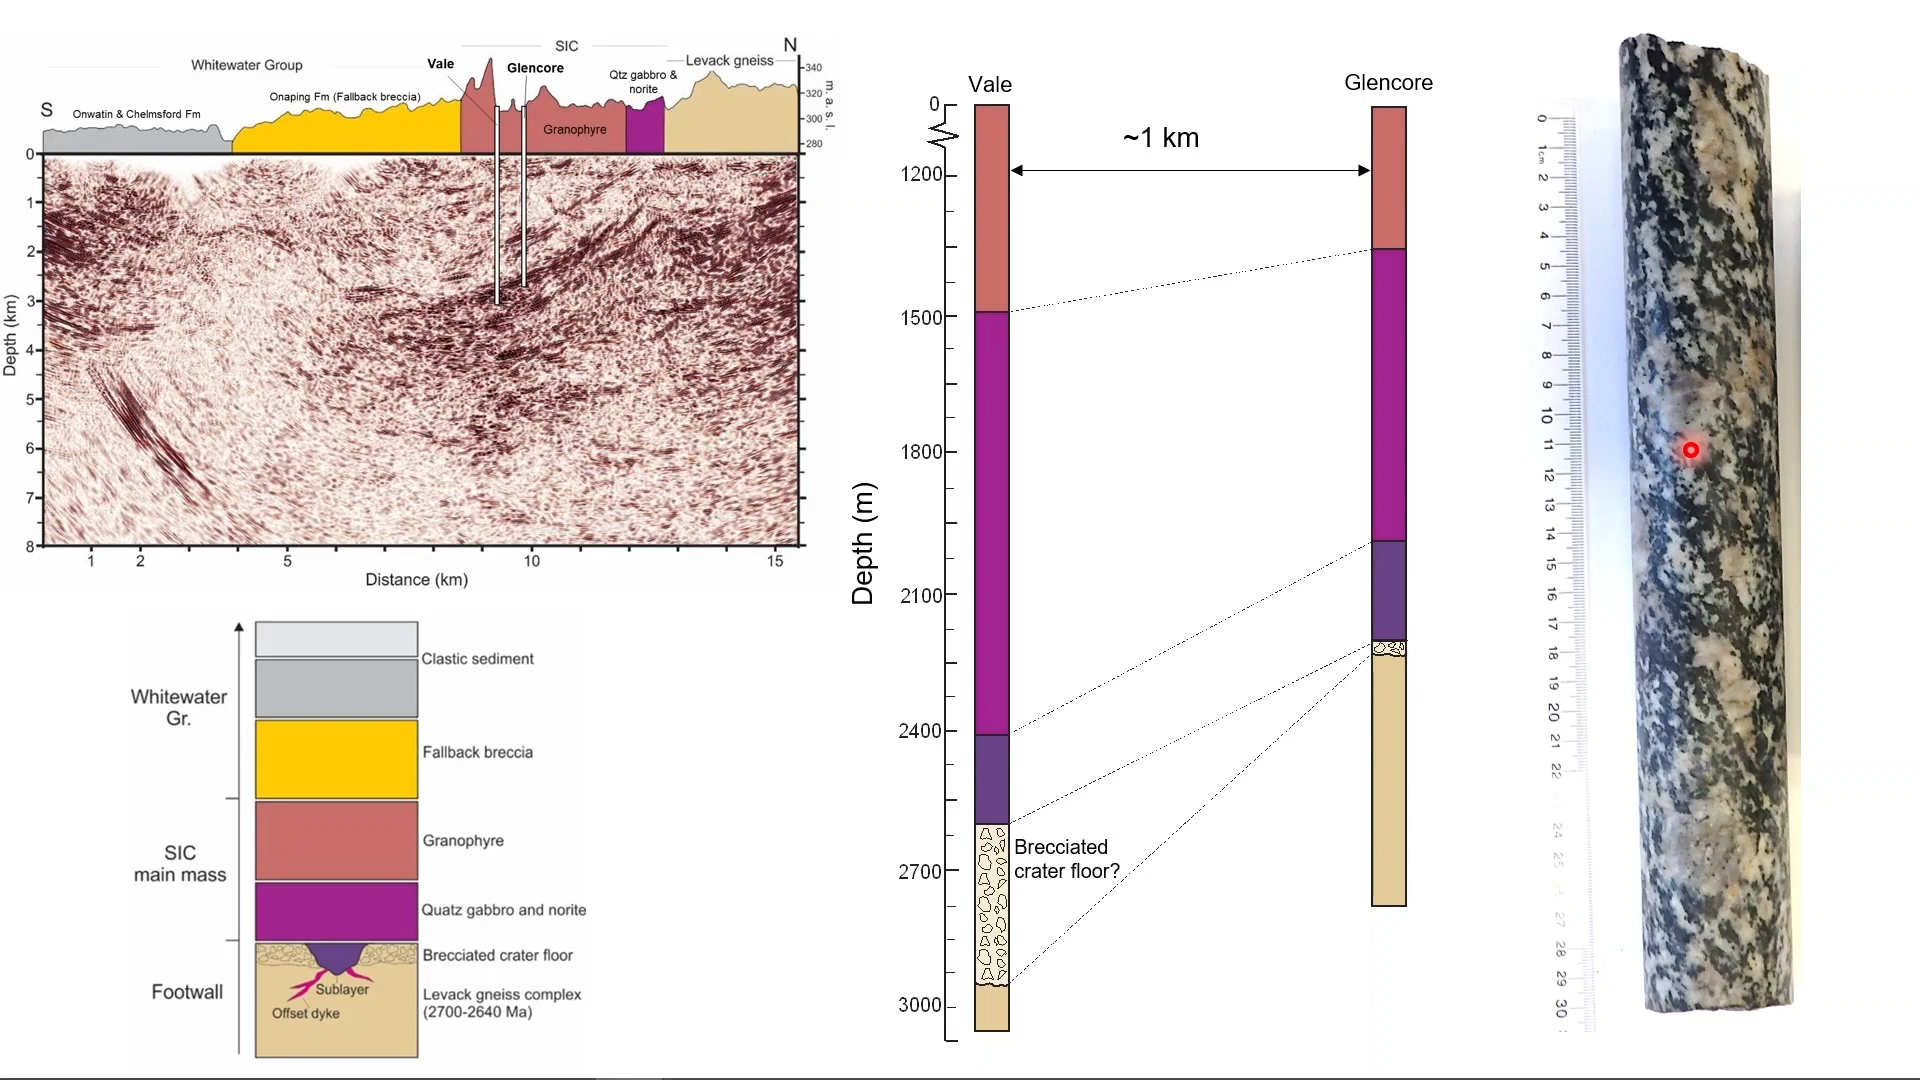 SIC
N
Whitewater Group
Vale
Glencore
Levack gneiss
Qtz gabbro &
norite
S
Onwatin & Chelmsford Fm
Onaping Fm (Fallback breccia)
Granophyre
340
320
300
280
m. a. s. l.
0
1
2
3
4
5
6
7
8
Depth (km)
1
2
5
10
15
Distance (km)
Whitewater
Gr.
SIC
main mass
Footwall
Clastic sediment
Fallback breccia
Granophyre
Quatz gabbro and norite
Brecciated crater floor
Sublayer
Offset dyke
Levack gneiss complex
(2700-2640 Ma)
Vale
Glencore
~1 km
0
1200
1500
1800
2100
2400
2700
3000
Depth (m)
Brecciated
crater floor?
0
1cm
2
3
4
5
6
7
8
9
10
11
12
13
14
15
16
17
18
19
20
21
22
24
25
27
28
29
30